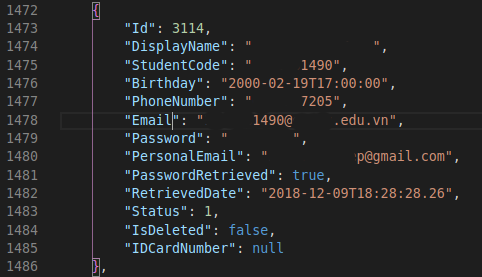 1472 {
1473 "Id": 3114,
1474 "DisplayName": " ",
1475 "StudentCode": " 1490",
1476 "Birthday": "2000-02-19T17:00:00",
1477 "PhoneNumber": " 7205",
1478 "Email": " 1490@ .edu.vn",
1479 "Password": " ",
1480 "PersonalEmail": " p@gmail.com",
1481 "PasswordRetrieved": true,
1482 "RetrievedDate": "2018-12-09T18:28:28.26",
1483 "Status": 1,
1484 "IsDeleted": false,
1485 "IDCardNumber": null
1486 },